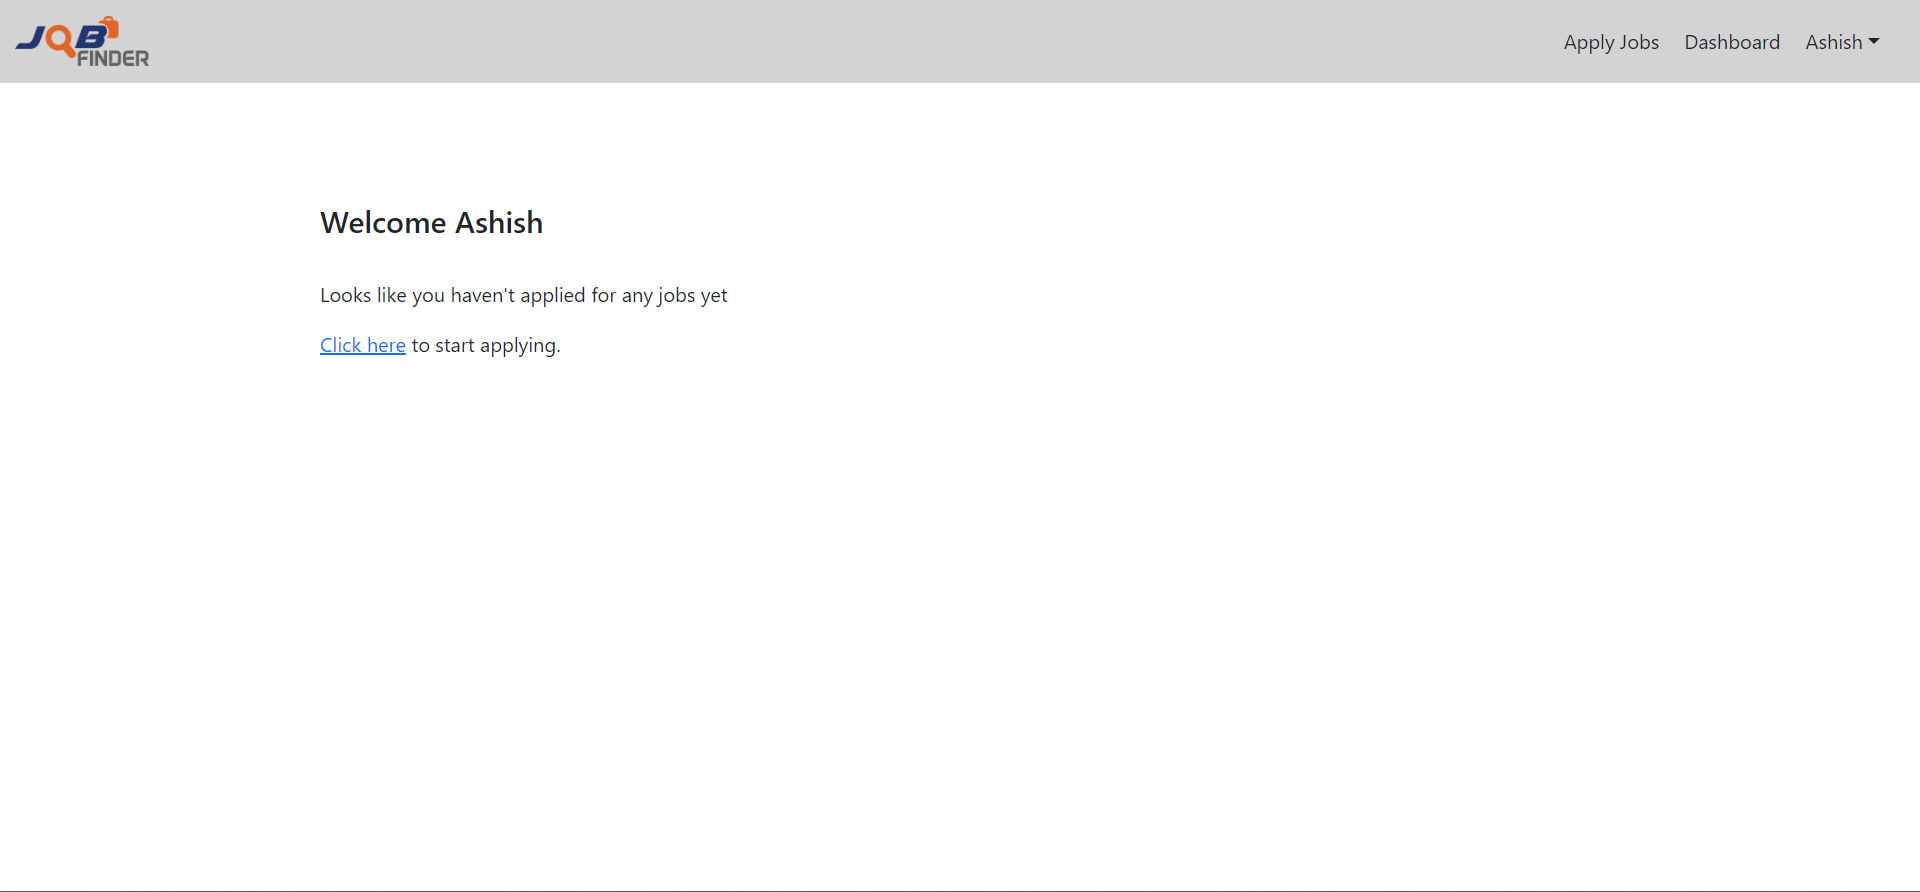 JOB FINDER
Apply Jobs Dashboard Ashish
Welcome Ashish
Looks like you haven't applied for any jobs yet
Click here to start applying.